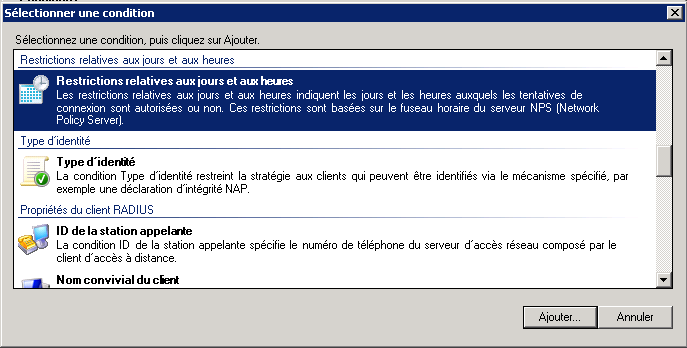 Sélectionner une condition
Sélectionnez une condition, puis cliquez sur Ajouter.
Restrictions relatives aux jours et aux heures
Restrictions relatives aux jours et aux heures
Les restrictions relatives aux jours et aux heures indiquent les jours et les heures auxquels les tentatives de
connexion sont autorisées ou non. Ces restrictions sont basées sur le fuseau horaire du serveur NPS (Network
Policy Server).
Type d'identité
Type d'identité
La condition Type d'identité restreint la stratégie aux clients qui peuvent être identifiés via le mécanisme spécifié, par
exemple une déclaration d'intégrité NAP.
Propriétés du client RADIUS
ID de la station appelante
La condition ID de la station appelante spécifie le numéro de téléphone du serveur d'accès réseau composé par le
client d'accès à distance.
Nom convivial du client
Ajouter...
Annuler